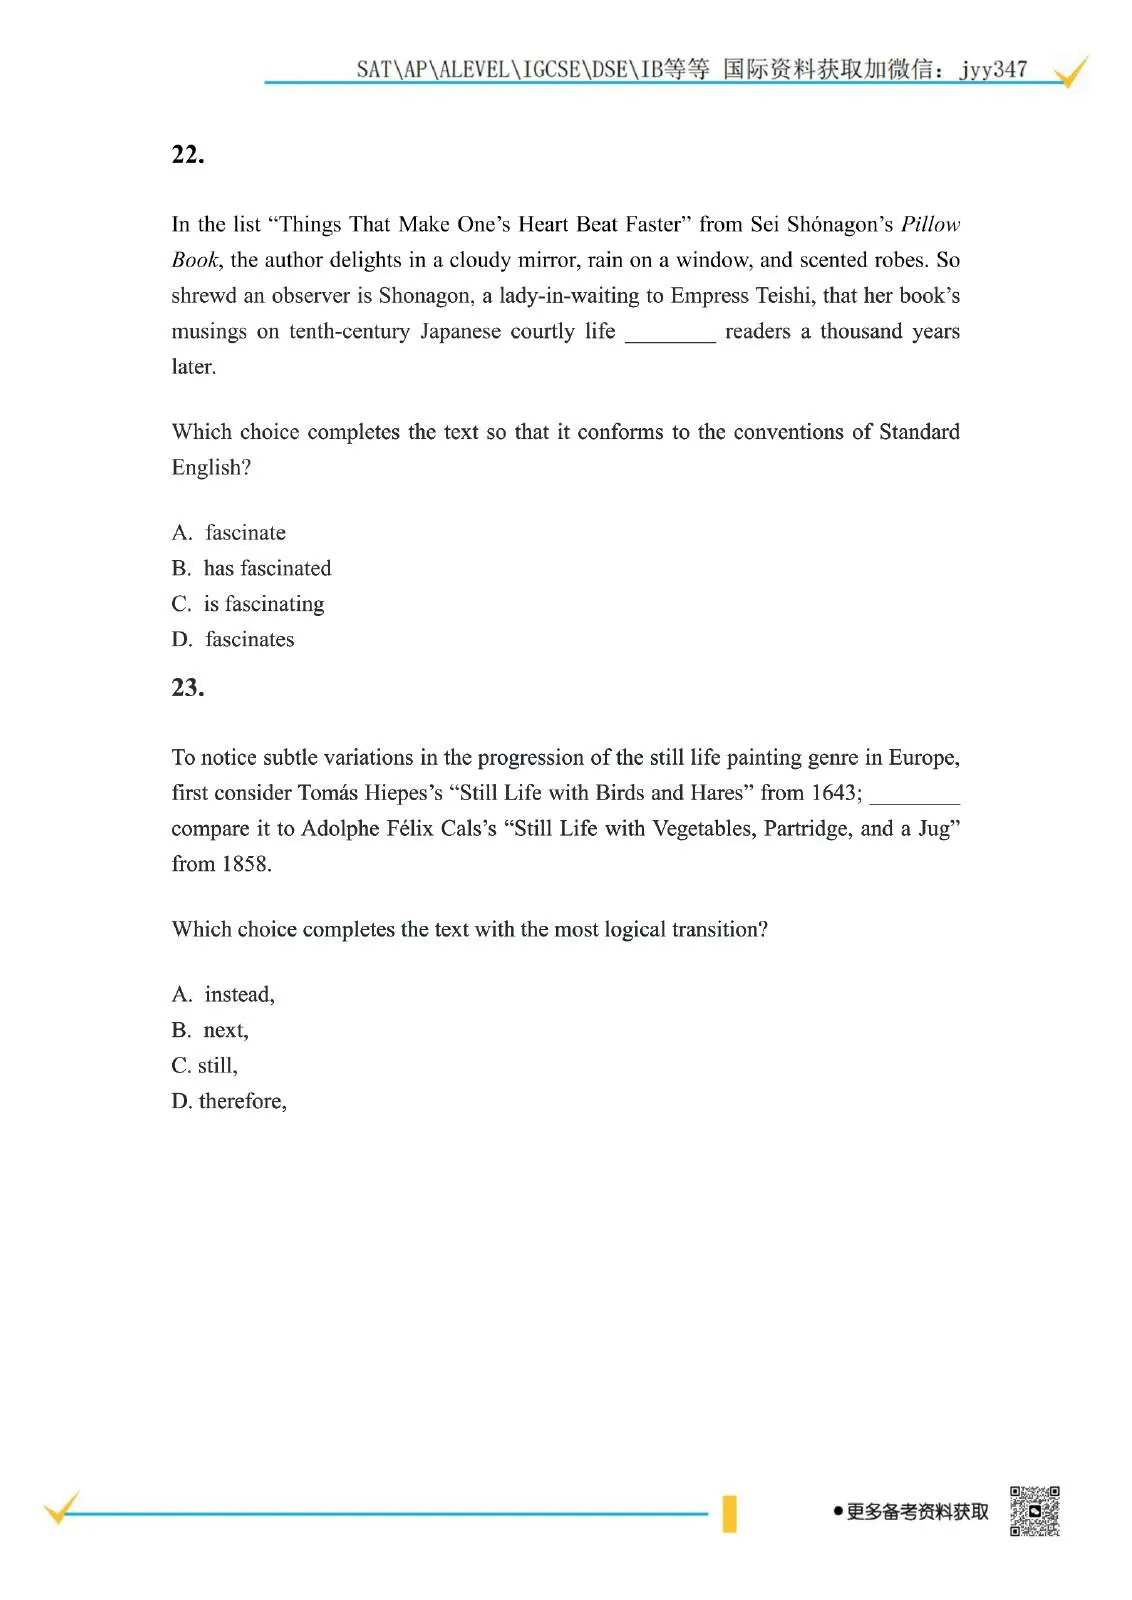 SAT\AP\ALEVEL\IGCSE\DSE\IB等等 国际资料获取加微信：jyy347
22.
In the list “Things That Make One’s Heart Beat Faster” from Sei Shónagon’s Pillow
Book, the author delights in a cloudy mirror, rain on a window, and scented robes. So
shrewd an observer is Shonagon, a lady-in-waiting to Empress Teishi, that her book’s
musings on tenth-century Japanese courtly life ________ readers a thousand years
later.
Which choice completes the text so that it conforms to the conventions of Standard
English?
A. fascinate
B. has fascinated
C. is fascinating
D. fascinates
23.
To notice subtle variations in the progression of the still life painting genre in Europe,
first consider Tomás Hiepes’s “Still Life with Birds and Hares” from 1643; ________
compare it to Adolphe Félix Cals’s “Still Life with Vegetables, Partridge, and a Jug”
from 1858.
Which choice completes the text with the most logical transition?
A. instead,
B. next,
C. still,
D. therefore,
●更多备考资料获取